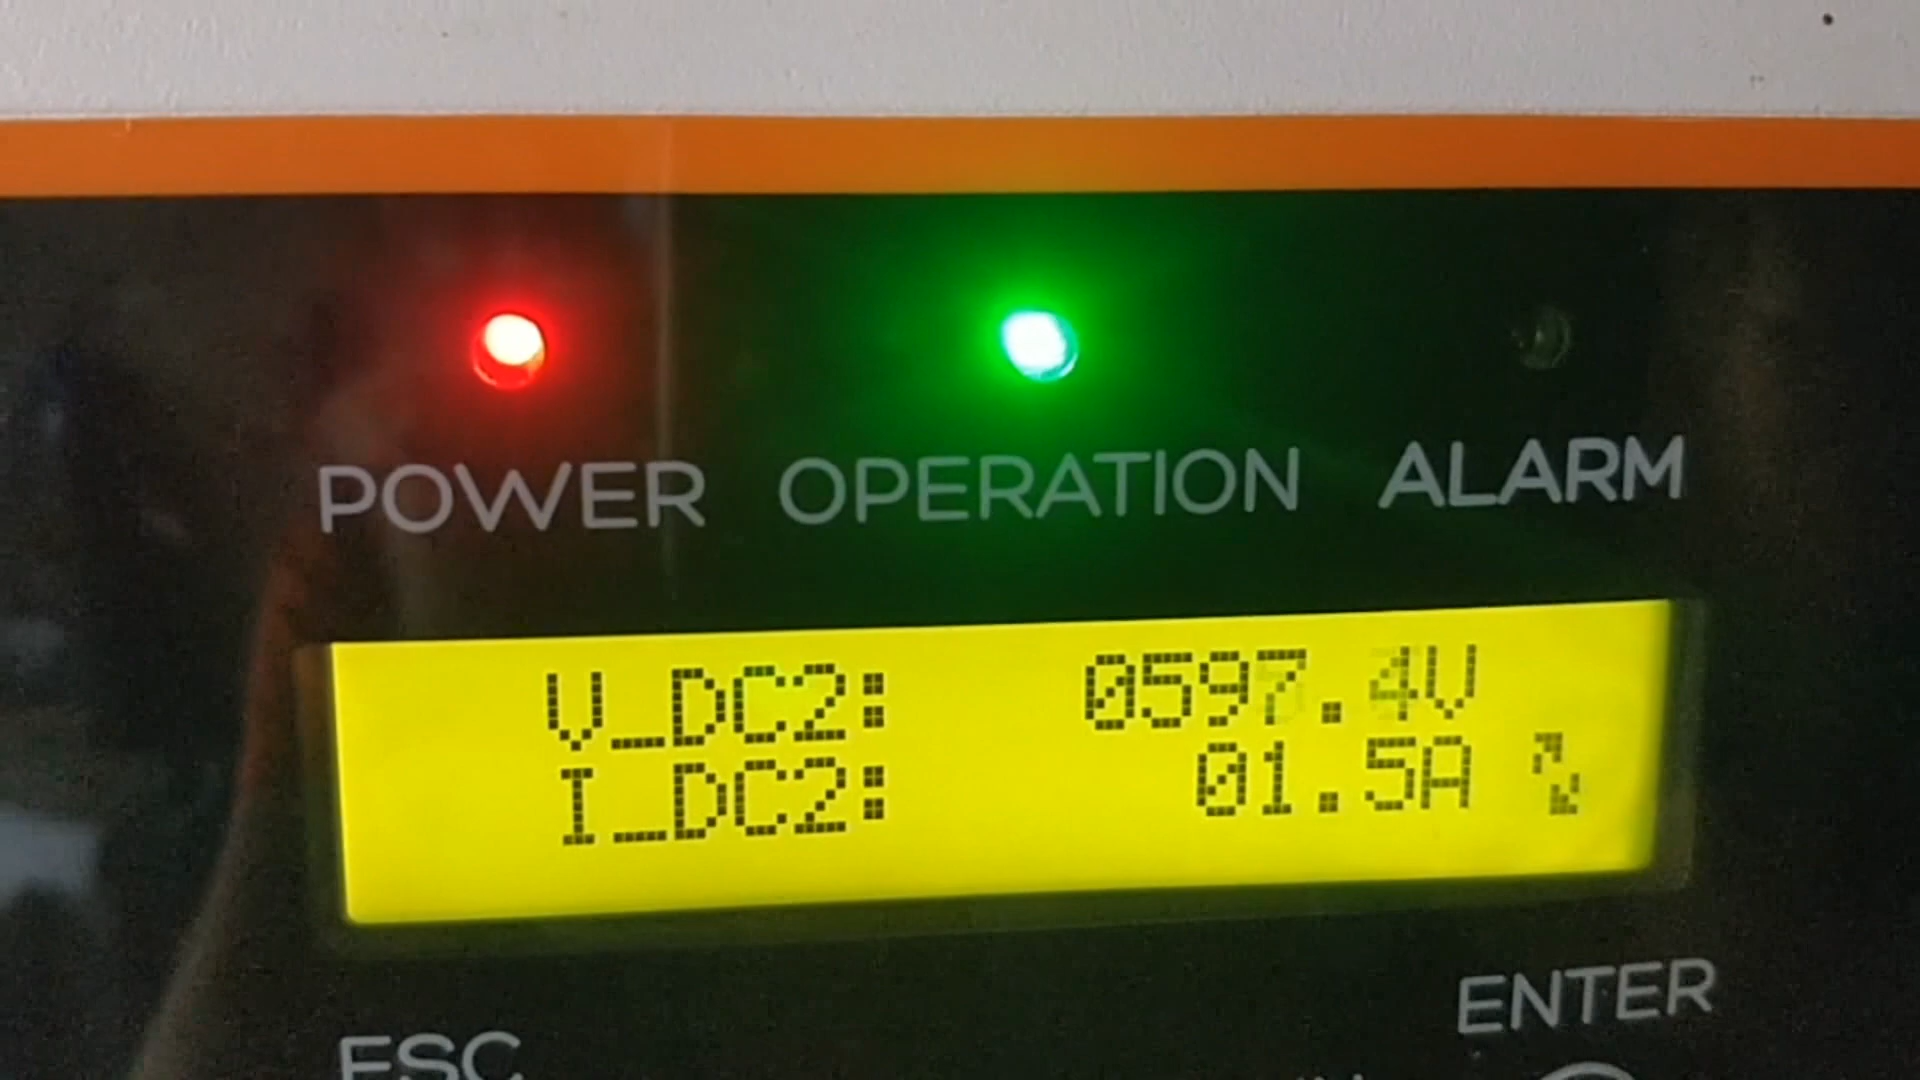 POWER OPERATION ALARM
V_DC2: 0597.4V
I_DC2: 01.5A
ENTER
ESC